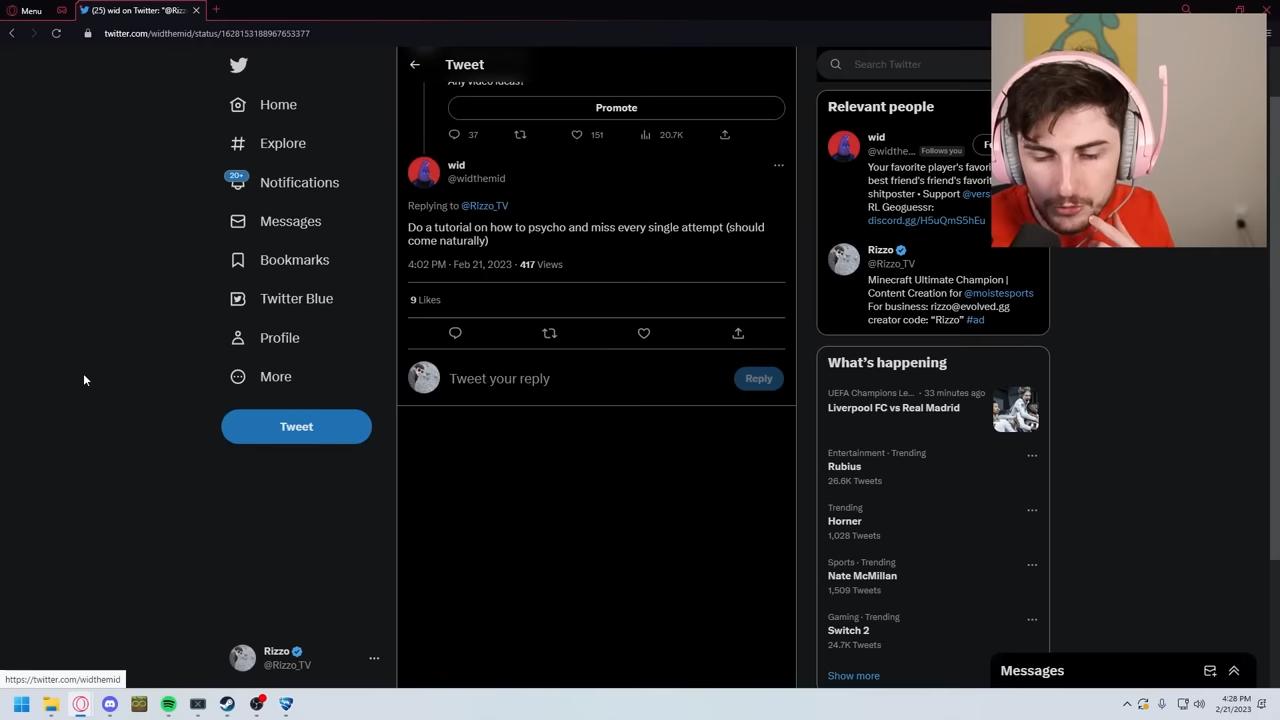 Menu
(25) wid on Twitter: "@Riz
twitter.com/widthemid/status/1628153188967653377
Home
Explore
20+
Notifications
Messages
Bookmarks
Twitter Blue
Profile
More
Tweet
Rizzo
@Rizzo_TV
https://twitter.com/widthemid
Tweet
Any video ideas?
Promote
37
151
20.7K
wid
@widthemid
Replying to @Rizzo_TV
Do a tutorial on how to psycho and miss every single attempt (should
come naturally)
4:02 PM · Feb 21, 2023 · 417 Views
9 Likes
Tweet your reply
Reply
Search Twitter
Relevant people
wid
@widthe... Follows you
Your favorite player's favori
best friend's friend's favorit
shitposter • Support @vers
RL Geoguessr:
discord.gg/H5uQmS5hEu
Rizzo
@Rizzo_TV
Minecraft Ultimate Champion |
Content Creation for @moistesports
For business: rizzo@evolved.gg
creator code: “Rizzo” #ad
What’s happening
UEFA Champions Le... · 33 minutes ago
Liverpool FC vs Real Madrid
Entertainment · Trending
Rubius
26.6K Tweets
Trending
Horner
1,028 Tweets
Sports · Trending
Nate McMillan
1,509 Tweets
Gaming · Trending
Switch 2
24.7K Tweets
Show more
Messages
4:28 PM
2/21/2023